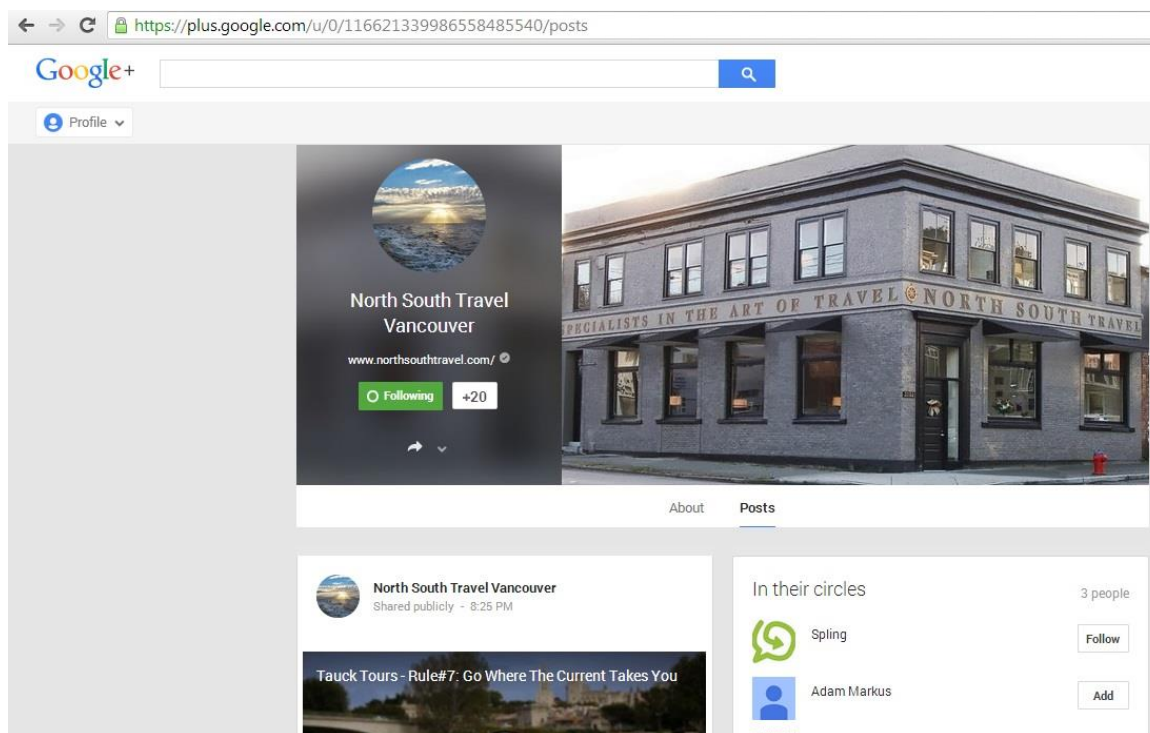 https://plus.google.com/u/0/116621339986558485540/posts
Google+
Profile
North South Travel
Vancouver
www.northsouthtravel.com/
Following
+20
SPECIALISTS IN THE ART OF TRAVEL NORTH SOUTH TRAVEL
About Posts
North South Travel Vancouver
Shared publicly - 8:25 PM
Tauck Tours - Rule#7: Go Where The Current Takes You
In their circles
3 people
Spling
Follow
Adam Markus
Add